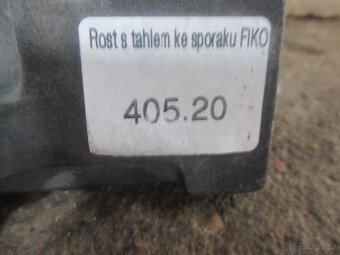 Rost s tahlem ke sporaku FIKO
405.20